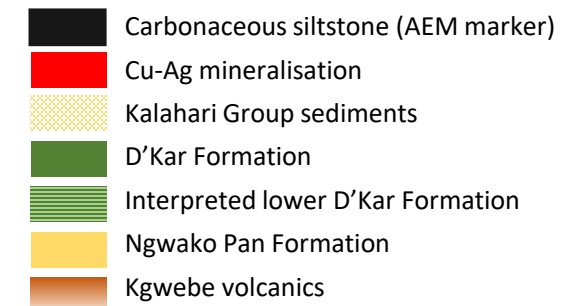 Carbonaceous siltstone (AEM marker)
Cu-Ag mineralisation
Kalahari Group sediments
D’Kar Formation
Interpreted lower D’Kar Formation
Ngwako Pan Formation
Kgwebe volcanics